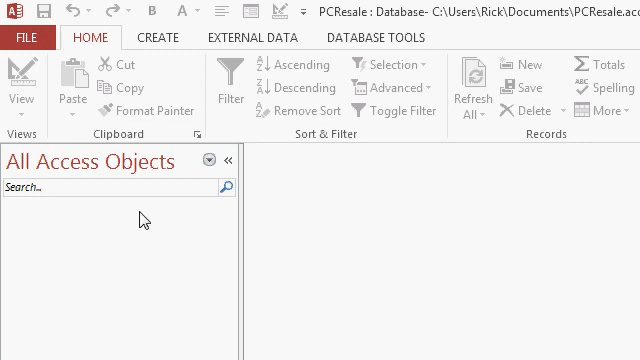 PCResale : Database- C:\Users\Rick\Documents\PCResale.acc
FILE HOME CREATE EXTERNAL DATA DATABASE TOOLS
View
Views
Paste
Cut
Copy
Format Painter
Clipboard
Filter
Ascending
Descending
Remove Sort
Selection
Advanced
Toggle Filter
Sort & Filter
Refresh
All
New
Save
Delete
Totals
Spelling
More
Records
All Access Objects
Search...